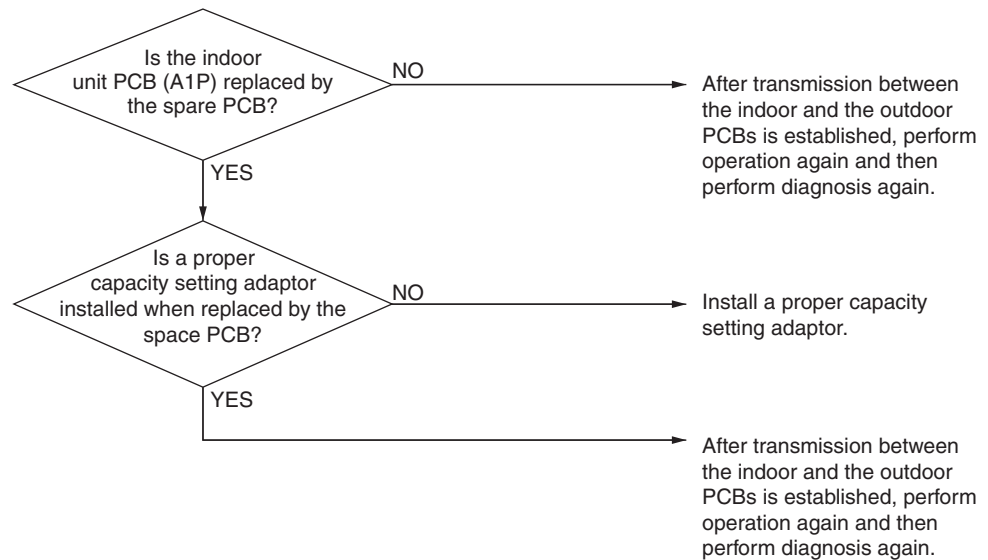 Is the indoor
unit PCB (A1P) replaced by
the spare PCB?
NO
After transmission between
the indoor and the outdoor
PCBs is established, perform
operation again and then
perform diagnosis again.
YES
Is a proper
capacity setting adaptor
installed when replaced by the
space PCB?
NO
Install a proper capacity
setting adaptor.
YES
After transmission between
the indoor and the outdoor
PCBs is established, perform
operation again and then
perform diagnosis again.